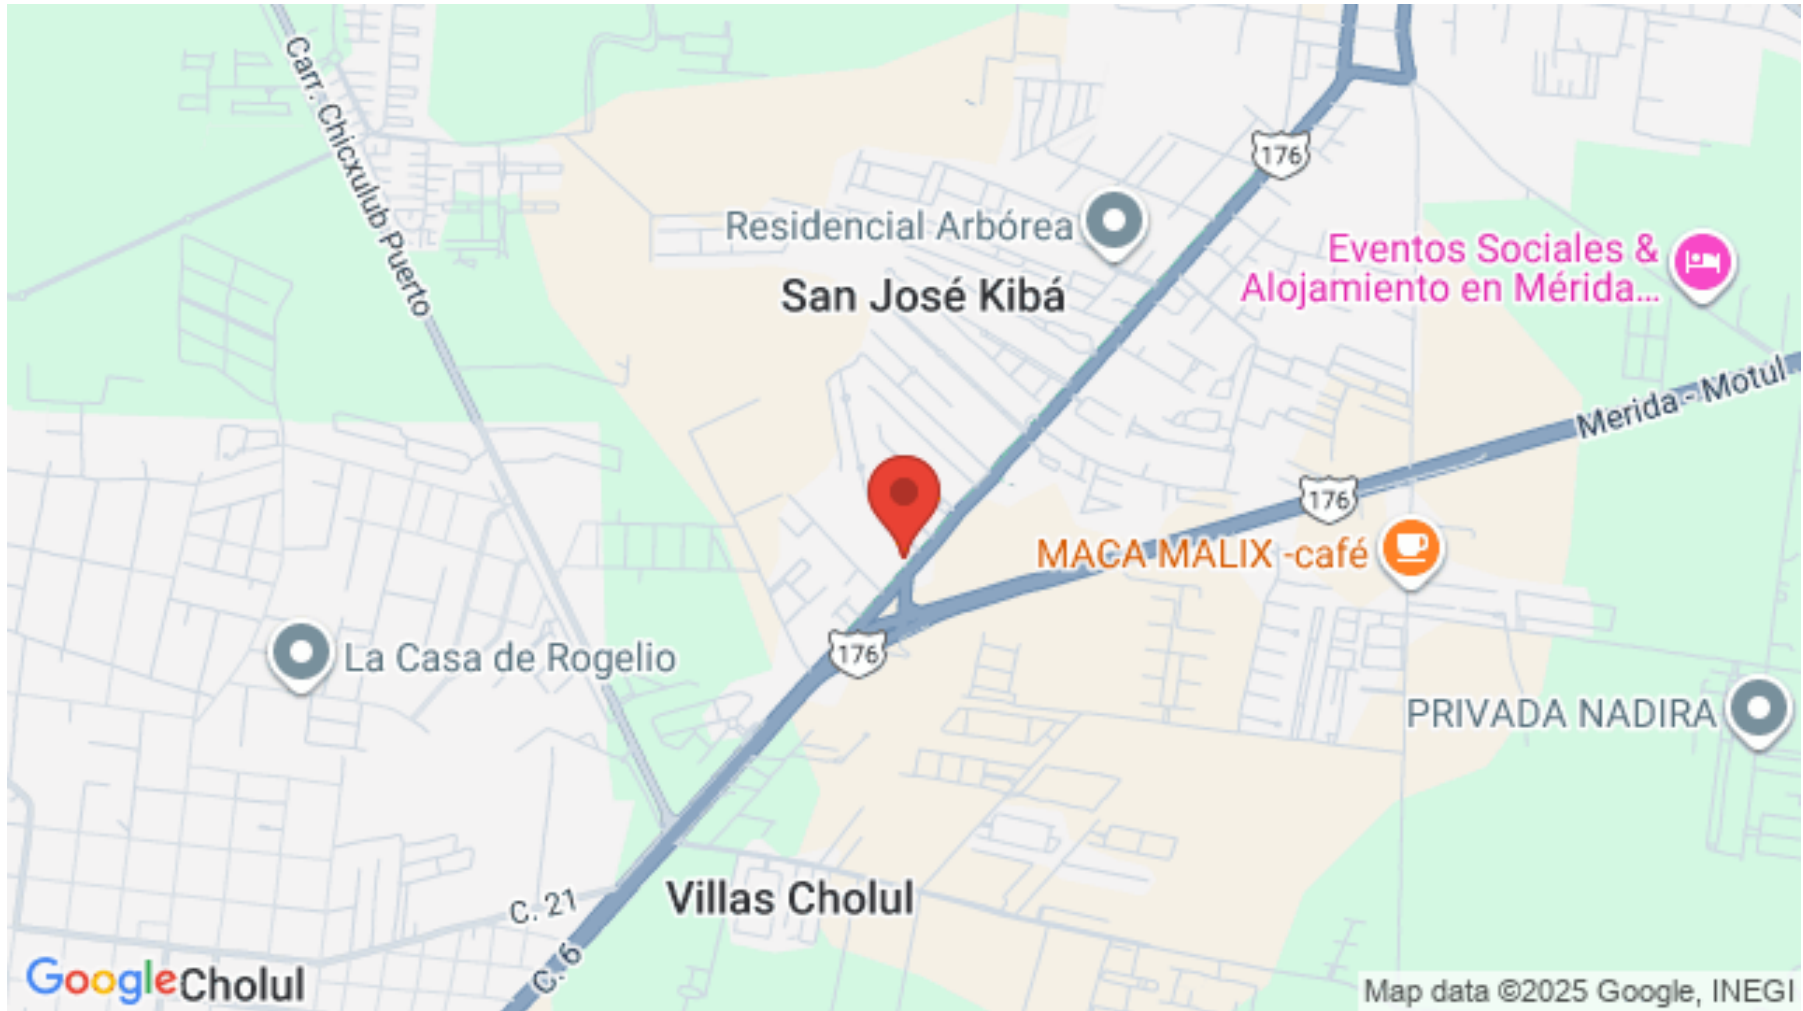 Carr. Chicxulub Puerto
176
Residencial Arbórea
San José Kibá
Eventos Sociales &
Alojamiento en Mérida...
Merida - Motul
176
MACA MALIX -café
176
La Casa de Rogelio
PRIVADA NADIRA
Villas Cholul
C. 21
C. 6
Google
Cholul
Map data ©2025 Google, INEGI